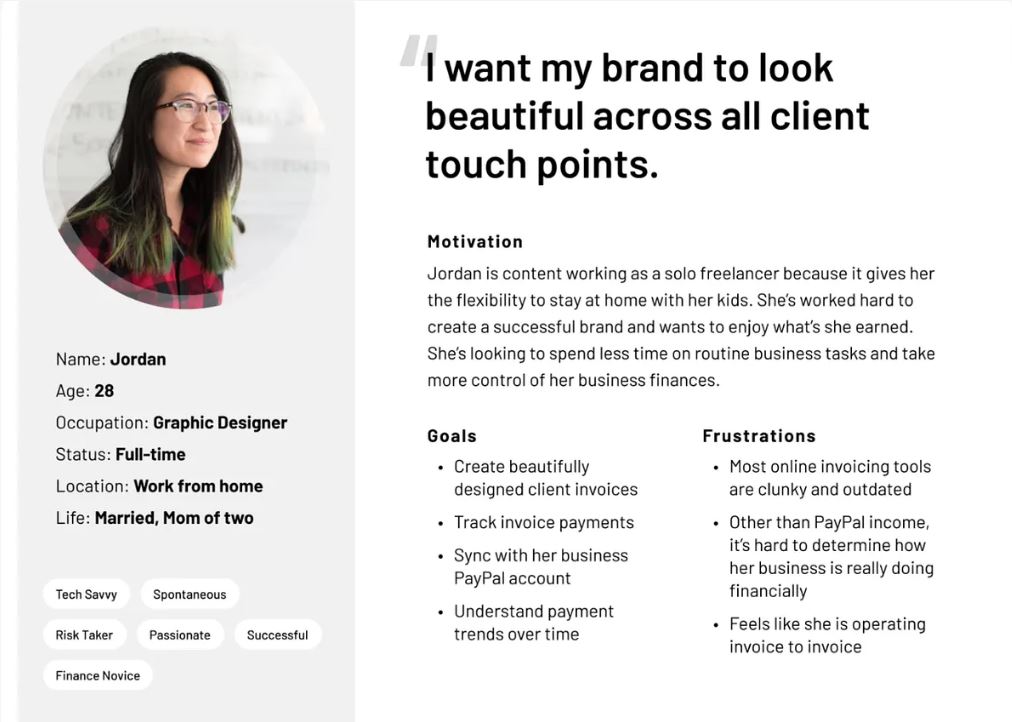 Name: Jordan
Age: 28
Occupation: Graphic Designer
Status: Full-time
Location: Work from home
Life: Married, Mom of two
Tech Savvy
Spontaneous
Risk Taker
Passionate
Successful
Finance Novice
“I want my brand to look
beautiful across all client
touch points.
Motivation
Jordan is content working as a solo freelancer because it gives her
the flexibility to stay at home with her kids. She’s worked hard to
create a successful brand and wants to enjoy what’s she earned.
She’s looking to spend less time on routine business tasks and take
more control of her business finances.
Goals
• Create beautifully
designed client invoices
• Track invoice payments
• Sync with her business
PayPal account
• Understand payment
trends over time
Frustrations
• Most online invoicing tools
are clunky and outdated
• Other than PayPal income,
it’s hard to determine how
her business is really doing
financially
• Feels like she is operating
invoice to invoice